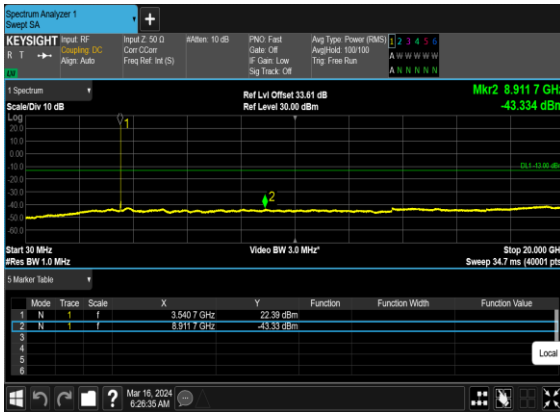 Spectrum Analyzer 1
Swept SA
+
KEYSIGHT Input: RF Input Z: 50 Ω #Atten: 10 dB PNO: Fast Avg Type: Power (RMS) 1 2 3 4 5 6
R T Coupling: DC Corr CCorr Gate: Off Avg|Hold: 100/100 A W W W W W
Align: Auto Freq Ref: Int (S) IF Gain: Low Trig: Free Run
Sig Track: Off A N N N N N
LXI
1 Spectrum Ref Lvl Offset 33.61 dB Mkr2 8.911 7 GHz
Scale/Div 10 dB Ref Level 30.00 dBm -43.334 dBm
Log
20.0
10.0
0.00
-10.0
-20.0
-30.0
-40.0
-50.0
-60.0
1
2
DL1 -13.00 dBm
Start 30 MHz Video BW 3.0 MHz* Stop 20.000 GHz
#Res BW 1.0 MHz Sweep 34.7 ms (40001 pts)
5 Marker Table
Mode Trace Scale X Y Function Function Width Function Value
1 N 1 f 3.540 7 GHz 22.39 dBm
2 N 1 f 8.911 7 GHz -43.33 dBm
3
4
5
6
Local
? Mar 16, 2024
6:26:35 AM